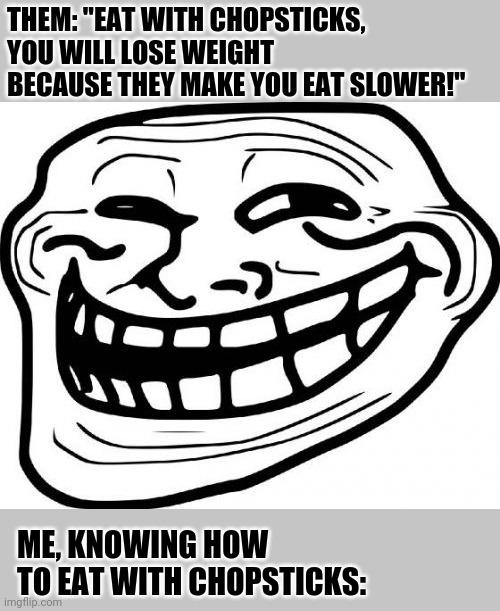 THEM: "EAT WITH CHOPSTICKS,
YOU WILL LOSE WEIGHT
BECAUSE THEY MAKE YOU EAT SLOWER!"
ME, KNOWING HOW
TO EAT WITH CHOPSTICKS:
imgflip.com